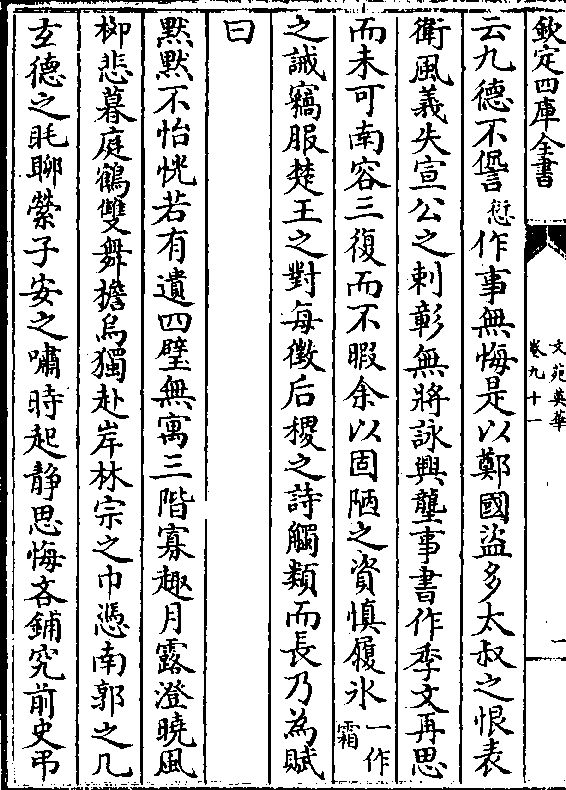 欽定四庫全書
文苑英華
卷九十一
一
云九德不愆作事無悔是以鄭國盜多太叔之恨表
衛風義失宣公之刺彰無將詠興蘉事書作季文再思
而未可南容三復而不暇余以固陋之資慎履冰一作霜
之誡竊服楚王之對每徵后稷之詩觸類而長乃為賦
曰
默默不怡恍若有遺四壁無寓三階寡趣月露澄曉風
柳悲暮庭鶴雙舞擔烏獨赴岸林宗之巾憑南郭之几
玄德之眊聊縈子安之嘯時起靜思悔吝鋪究前史弔